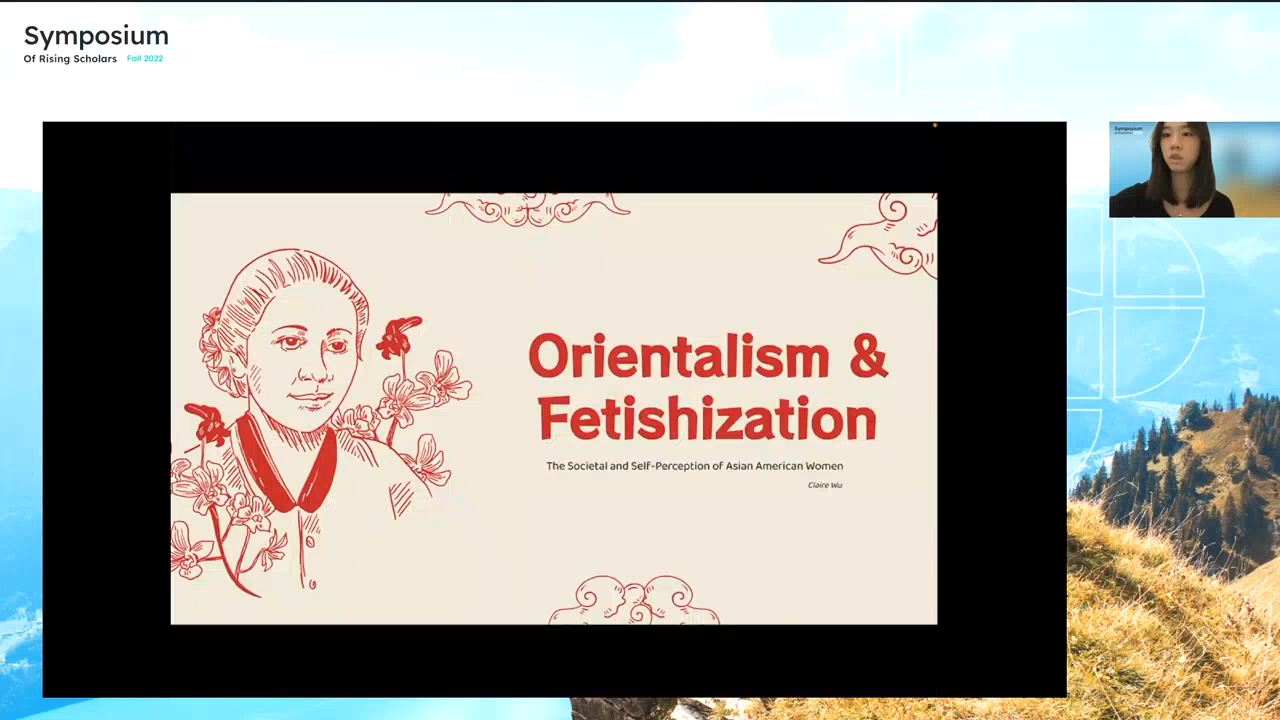 Symposium
Of Rising Scholars Fall 2022
Symposium
Orientalism &
Fetishization
The Societal and Self-Perception of Asian American Women
Claire Wu